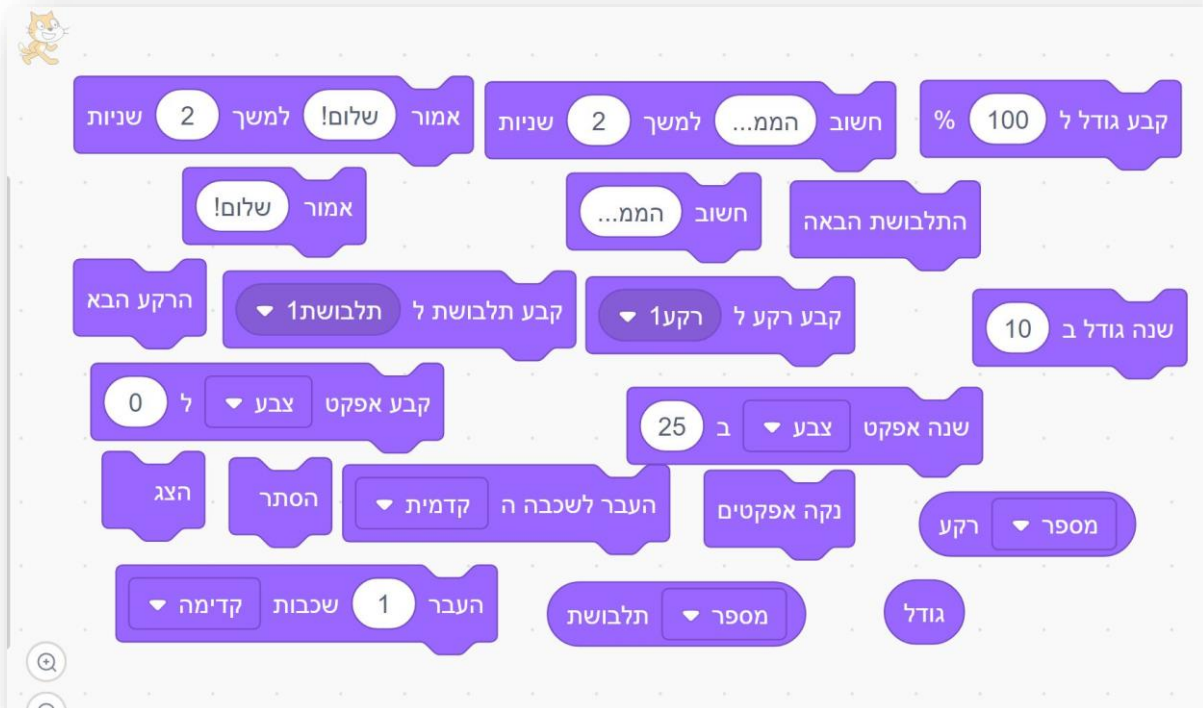 קבע גודל ל 100 %
חשוב הממ... למשך 2 שניות
אמור שלום! למשך 2 שניות
התלבושת הבאה
חשוב הממ...
אמור שלום!
שנה גודל ב 10
קבע רקע ל רקע1
קבע תלבושת ל תלבושת1
הרקע הבא
שנה אפקט צבע ב 25
קבע אפקט צבע ל 0
מספר רקע
נקה אפקטים
העבר לשכבה ה קדמית
הסתר
הצג
גודל
מספר תלבושת
העבר 1 שכבות קדימה